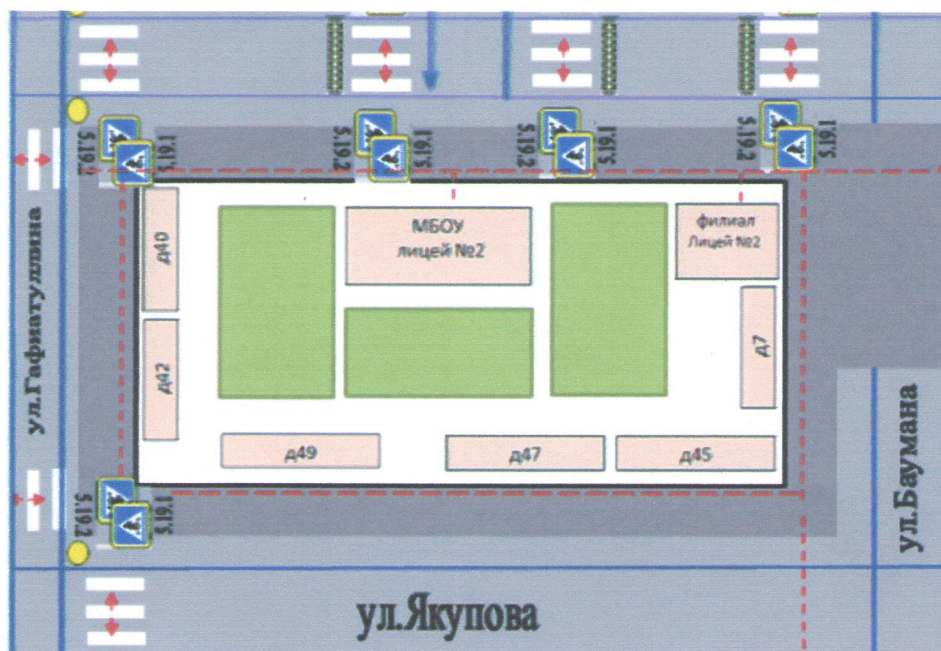 5.19.2
5.19.1
5.19.2
5.19.1
5.19.2
5.19.1
5.19.2
5.19.1
МБОУ
лицей №2
филиал
Лицей №2
д40
д42
д7
д49
д47
д45
ул.Гафиатуллина
ул.Баумана
5.19.2
5.19.1
ул.Якупова